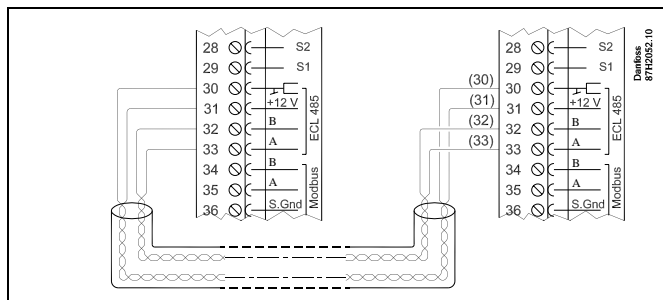 28 S2
29 S1
30
31 +12 V
32 B
33 A
34 B
35 A
36 S.Gnd
ECL 485
Modbus
(30)
(31)
(32)
(33)
28 S2
29 S1
30
31 +12 V
32 B
33 A
34 B
35 A
36 S.Gnd
ECL 485
Modbus
Danfoss
87H2052.10